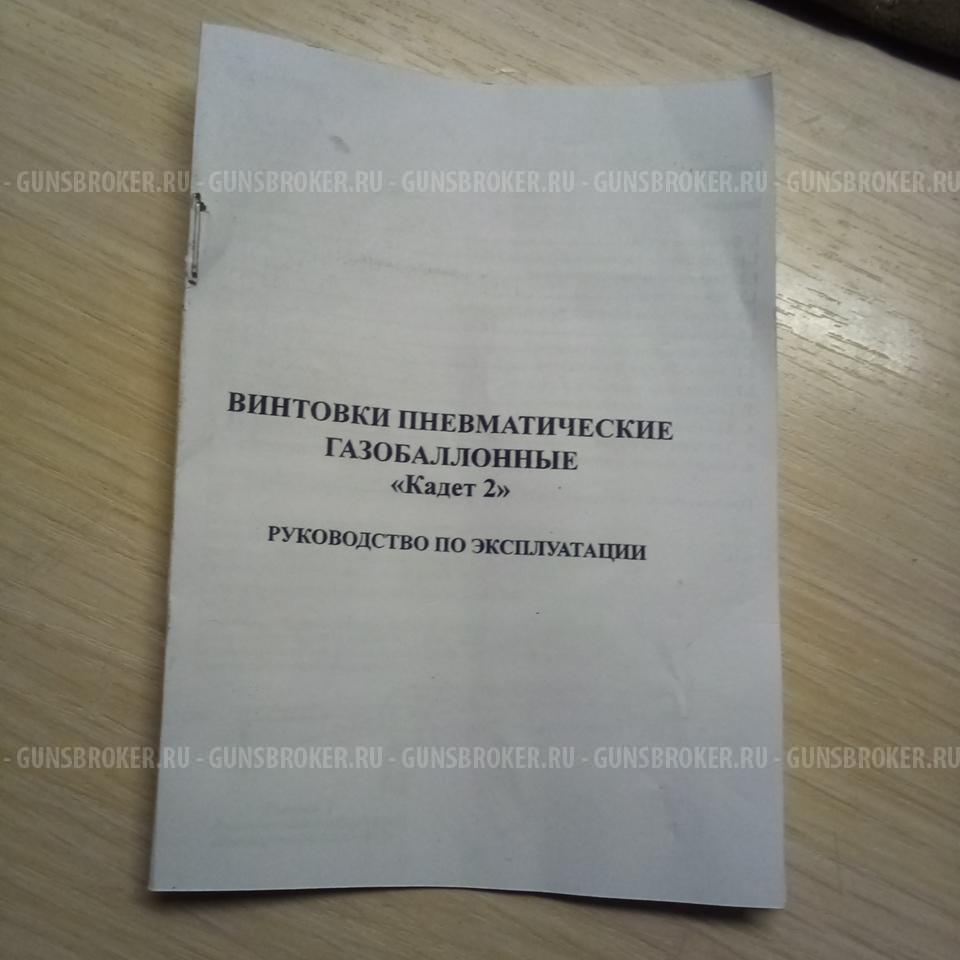 - GUNSBROKER.RU - GUNSBROKER.RU - GUNSBROKER.RU - GUNSBROKER.RU - GUNSBROKER.RU
ВИНТОВКИ ПНЕВМАТИЧЕСКИЕ
ГАЗОБАЛЛОННЫЕ
«Кадет 2»
РУКОВОДСТВО ПО ЭКСПЛУАТАЦИИ
- GUNSBROKER.RU - GUNSBROKER.RU - GUNSBROKER.RU - GUNSBROKER.RU - GUNSBROKER.RU